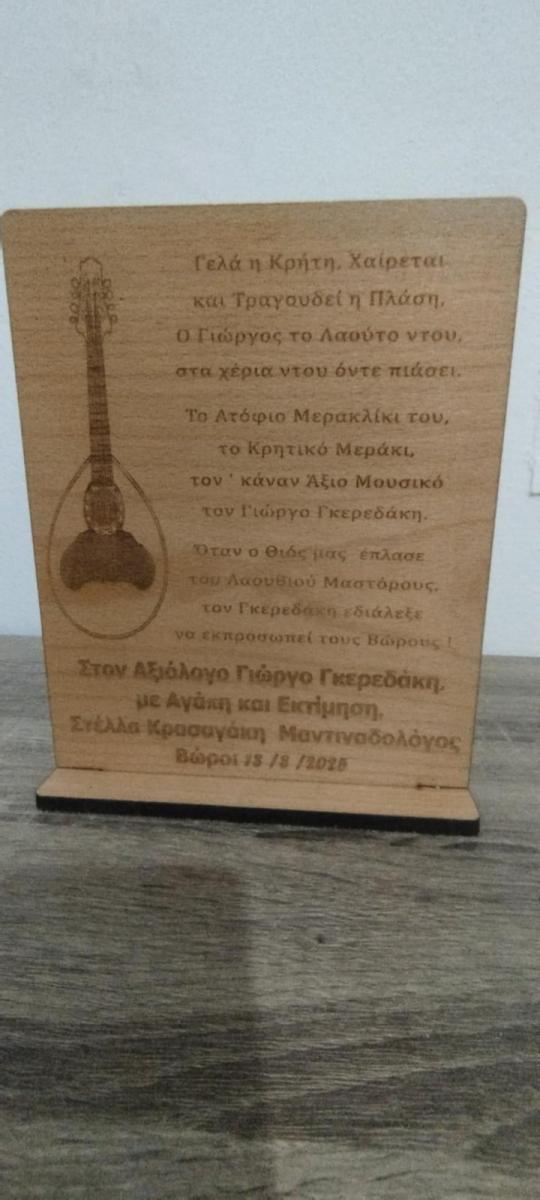 Γελά η Κρήτη, Χαίρεται
και Τραγουδεί η Πλάση,
Ο Γιώργος το Λαούτο ντου,
στα χέρια ντου όντε πιάσει.
Το Ατόφιο Μερακλίκι του,
το Κρητικό Μεράκι,
τον ' κάναν Άξιο Μουσικό
τον Γιώργο Γκερεδάκη.
Όταν ο Θιός μας έπλασε
του Λαουθιού Μαστόρους,
τον Γκερεδάκη εδιάλεξε
να εκπροσωπεί τους Βώρους !
Στον Αξιόλογο Γιώργο Γκερεδάκη,
με Αγάπη και Εκτίμηση,
Στέλλα Κρασαγάκη Μαντιναδολόγος
Βώροι 13 /8 /2025